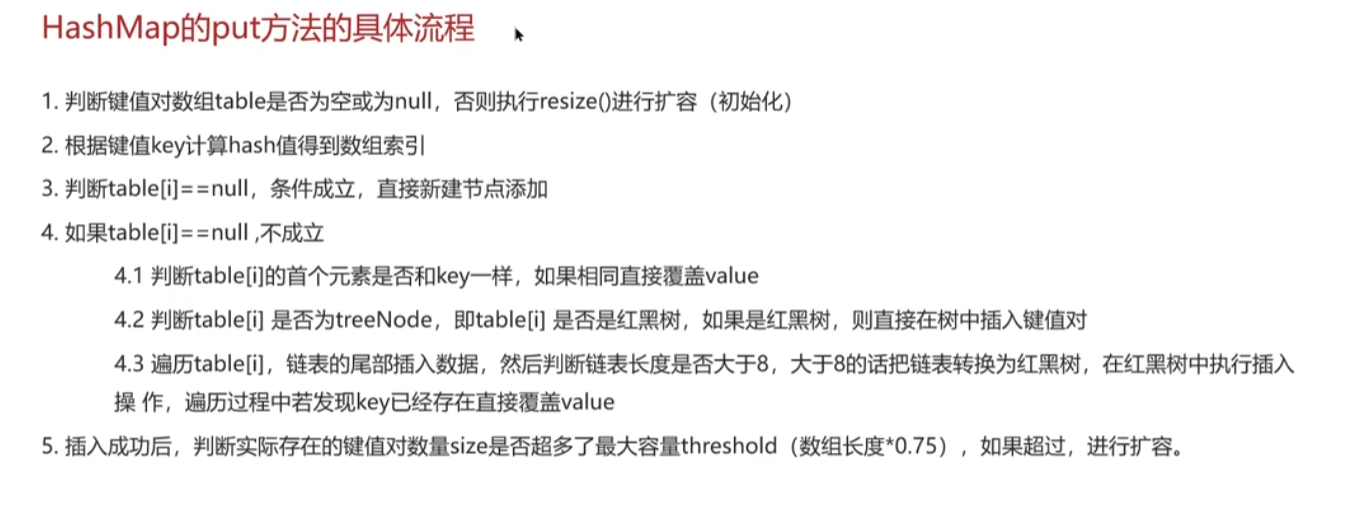 HashMap的put方法的具体流程
1. 判断键值对数组table是否为空或为null，否则执行resize()进行扩容（初始化）
2. 根据键值key计算hash值得到数组索引
3. 判断table[i]==null，条件成立，直接新建节点添加
4. 如果table[i]==null ,不成立
4.1 判断table[i]的首个元素是否和key一样，如果相同直接覆盖value
4.2 判断table[i] 是否为treeNode，即table[i] 是否是红黑树，如果是红黑树，则直接在树中插入键值对
4.3 遍历table[i]，链表的尾部插入数据，然后判断链表长度是否大于8，大于8的话把链表转换为红黑树，在红黑树中执行插入
操 作，遍历过程中若发现key已经存在直接覆盖value
5. 插入成功后，判断实际存在的键值对数量size是否超多了最大容量threshold（数组长度*0.75），如果超过，进行扩容。